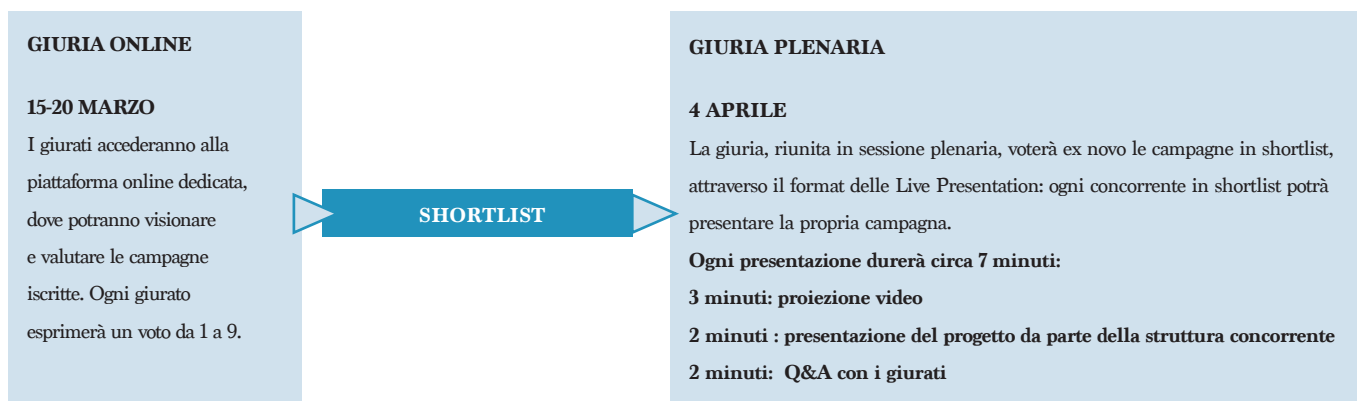 GIURIA ONLINE
15-20 MARZO
I giurati accederanno alla
piattaforma online dedicata,
dove potranno visionare
e valutare le campagne
iscritte. Ogni giurato
esprimerà un voto da 1 a 9.
SHORTLIST
GIURIA PLENARIA
4 APRILE
La giuria, riunita in sessione plenaria, voterà ex novo le campagne in shortlist,
attraverso il format delle Live Presentation: ogni concorrente in shortlist potrà
presentare la propria campagna.
Ogni presentazione durerà circa 7 minuti:
3 minuti: proiezione video
2 minuti : presentazione del progetto da parte della struttura concorrente
2 minuti: Q&A con i giurati